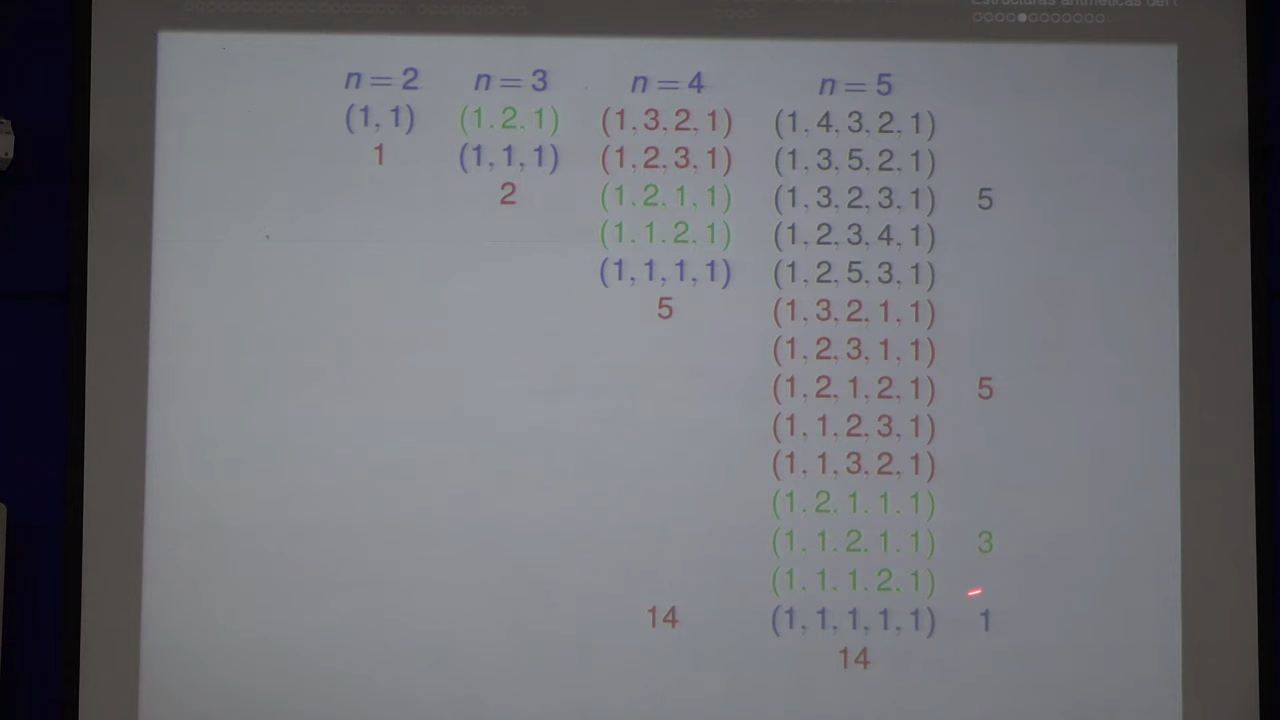 Estructuras aritméticas del
n = 2
(1, 1)
1
n = 3
(1, 2, 1)
(1, 1, 1)
2
n = 4
(1, 3, 2, 1)
(1, 2, 3, 1)
(1, 2, 1, 1)
(1, 1, 2, 1)
(1, 1, 1, 1)
5
14
n = 5
(1, 4, 3, 2, 1)
(1, 3, 5, 2, 1)
(1, 3, 2, 3, 1) 5
(1, 2, 3, 4, 1)
(1, 2, 5, 3, 1)
(1, 3, 2, 1, 1)
(1, 2, 3, 1, 1)
(1, 2, 1, 2, 1) 5
(1, 1, 2, 3, 1)
(1, 1, 3, 2, 1)
(1, 2, 1, 1, 1)
(1, 1, 2, 1, 1) 3
(1, 1, 1, 2, 1)
(1, 1, 1, 1, 1) 1
14